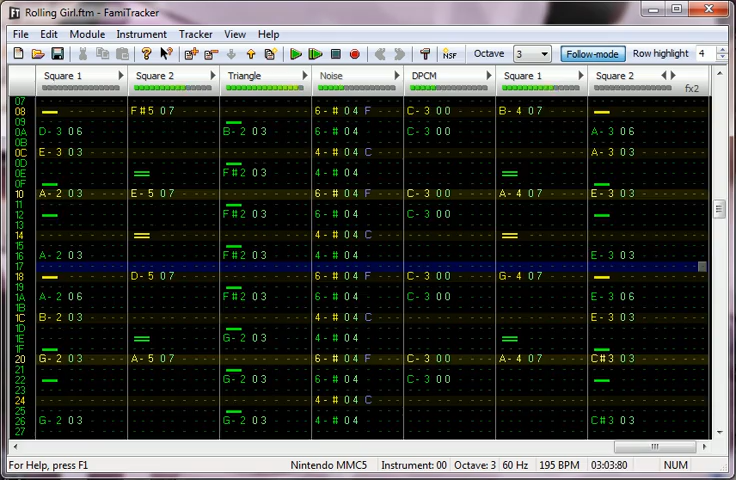 Rolling Girl.ftm - FamiTracker
File Edit Module Instrument Tracker View Help
? NSF Octave 3 Follow-mode Row highlight 4
Square 1 Square 2 Triangle Noise DPCM Square 1 Square 2
fx2
07
08 F#5 07 6-# 04 F C-3 00 B-4 07
09
0A D-3 06 B-2 03 6-# 04 C-3 00 A-3 06
0B
0C E-3 03 4-# 04 C A-3 03
0D
0E F#2 03 4-# 04
0F
10 A-2 03 E-5 07 6-# 04 F C-3 00 A-4 07 E-3 03
11
12 F#2 03 6-# 04 C-3 00
13
14 4-# 04 C
15
16 A-2 03 F#2 03 4-# 04 E-3 03
17
18 D-5 07 6-# 04 F C-3 00 G-4 07
19
1A A-2 06 F#2 03 6-# 04 C-3 00 E-3 06
1B
1C B-2 03 4-# 04 C E-3 03
1D
1E G-2 03 4-# 04
1F
20 G-2 03 A-5 07 6-# 04 F C-3 00 A-4 07 C#3 03
21
22 G-2 03 6-# 04 C-3 00
23
24 4-# 04 C
25
26 G-2 03 G-2 03 4-# 04 C#3 03
27
For Help, press F1 Nintendo MMC5 Instrument: 00 Octave: 3 60 Hz 195 BPM 03:03:80 NUM